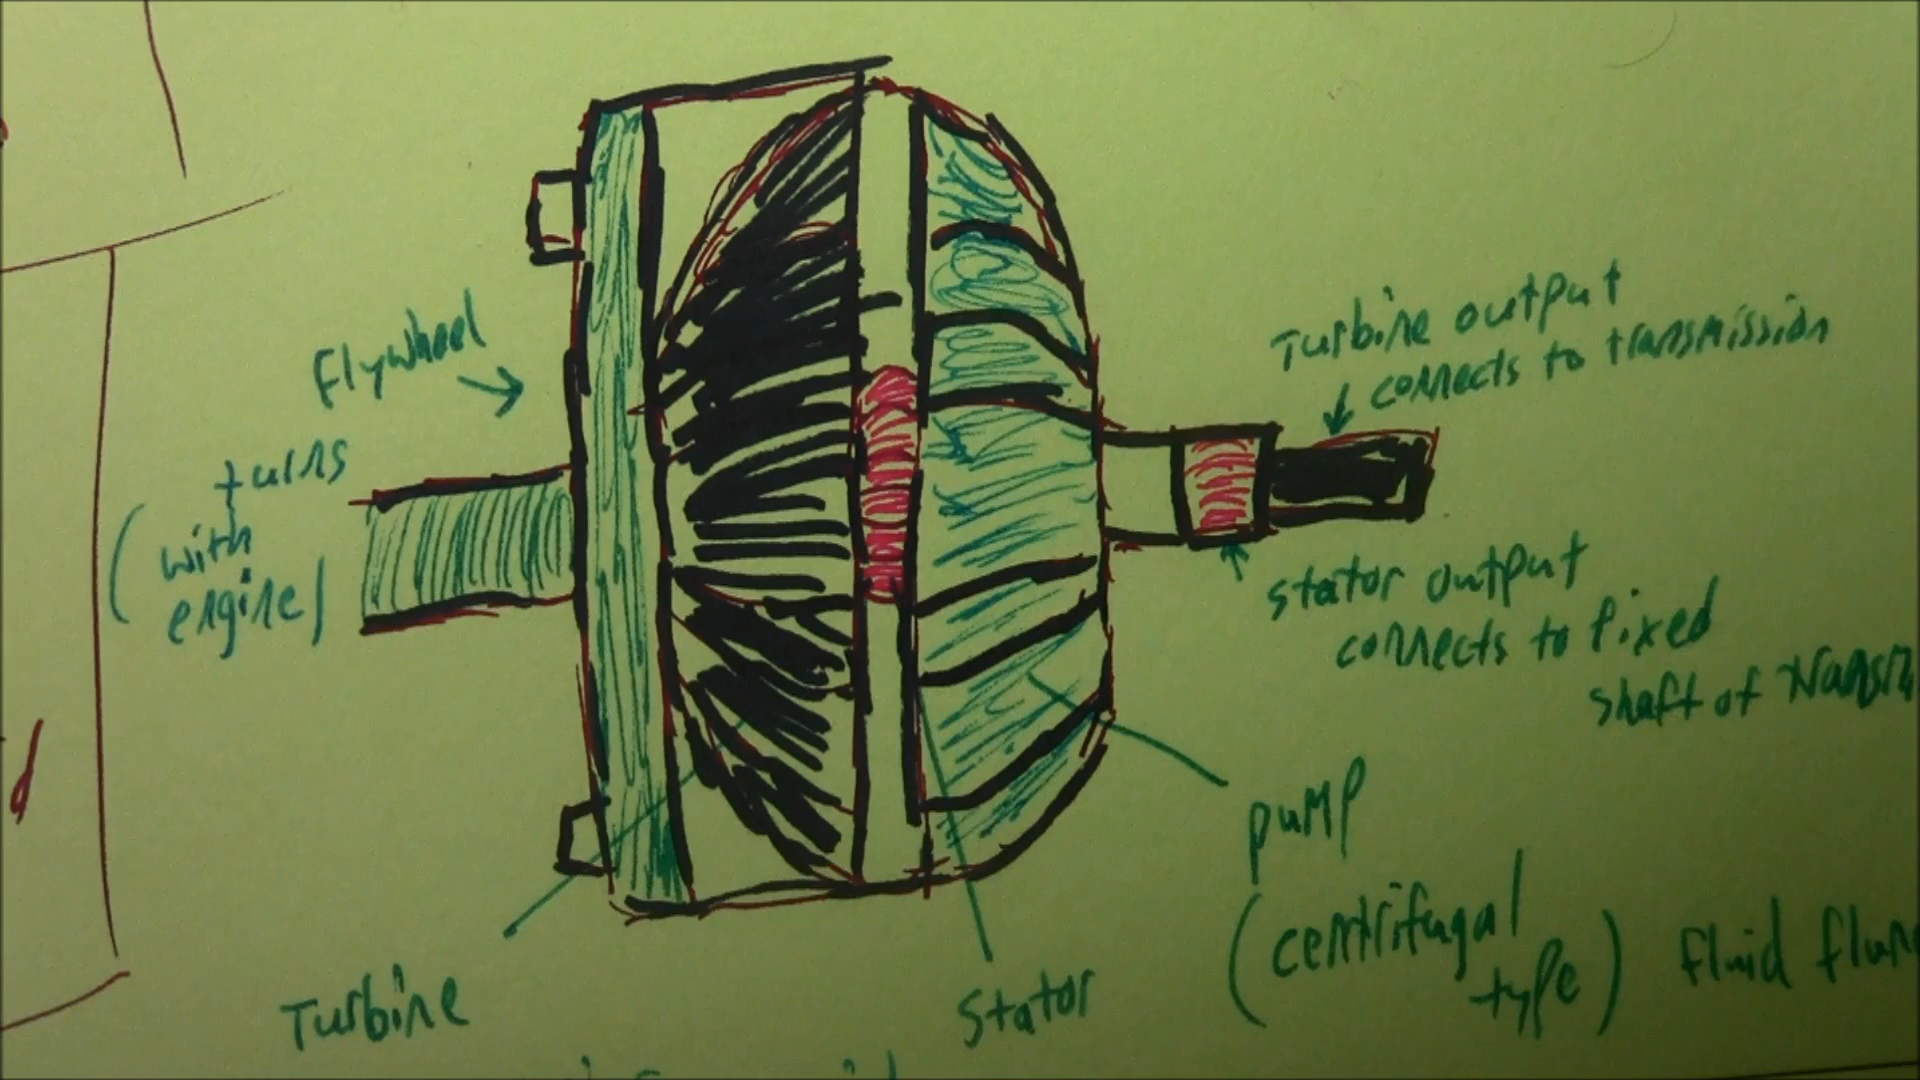 Flywheel
(turns
with
engine)
Turbine output
connects to transmission
stator output
connects to fixed
shaft of
pump
(centrifugal
type)
fluid
Turbine
stator